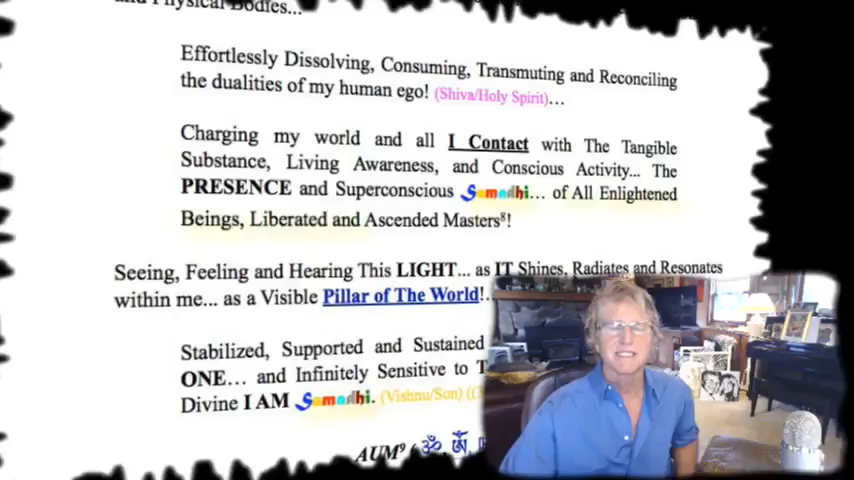 and Physical Bodies...
Effortlessly Dissolving, Consuming, Transmuting and Reconciling
the dualities of my human ego! (Shiva/Holy Spirit)...
Charging my world and all I Contact with The Tangible
Substance, Living Awareness, and Conscious Activity... The
PRESENCE and Superconscious Samadhi... of All Enlightened
Beings, Liberated and Ascended Masters⁸!
Seeing, Feeling and Hearing This LIGHT... as IT Shines, Radiates and Resonates
within me... as a Visible Pillar of The World!..
Stabilized, Supported and Sustained
ONE... and Infinitely Sensitive to T
Divine I AM Samadhi. (Vishnu/Son) ((
AUM⁹ (ॐ,